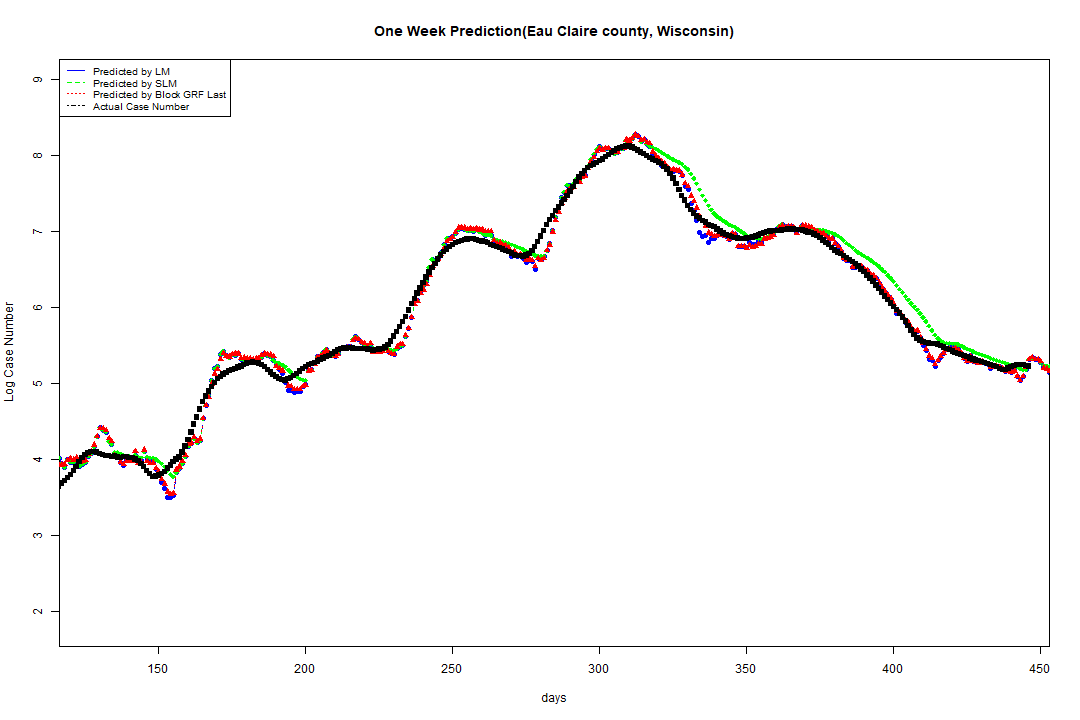 One Week Prediction(Eau Claire county, Wisconsin)
Predicted by LM
Predicted by SLM
Predicted by Block GRF Last
Actual Case Number
9
8
7
6
5
4
3
2
Log Case Number
150 200 250 300 350 400 450
days